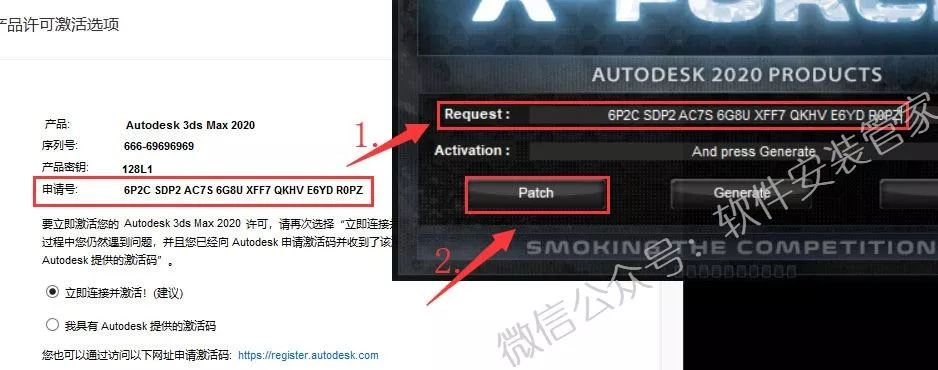 产品许可激活选项
产品: Autodesk 3ds Max 2020
序列号: 666-69696969
产品密钥: 128L1
申请号: 6P2C SDP2 AC7S 6G8U XFF7 QKHV E6YD R0PZ
要立即激活您的 Autodesk 3ds Max 2020 许可，请再次选择“立即连接并
过程中您仍然遇到问题，并且您已经向 Autodesk 申请激活码并收到了该
Autodesk 提供的激活码”。
立即连接并激活！(建议)
我具有 Autodesk 提供的激活码
您也可以通过访问以下网址申请激活码: https://register.autodesk.com
X-FORCE
AUTODESK 2020 PRODUCTS
1.
Request : 6P2C SDP2 AC7S 6G8U XFF7 QKHV E6YD R0PZ
Activation : And press Generate
Patch Generate
2.
SMOKING THE COMPETITION
微信公众号：软件安装管家